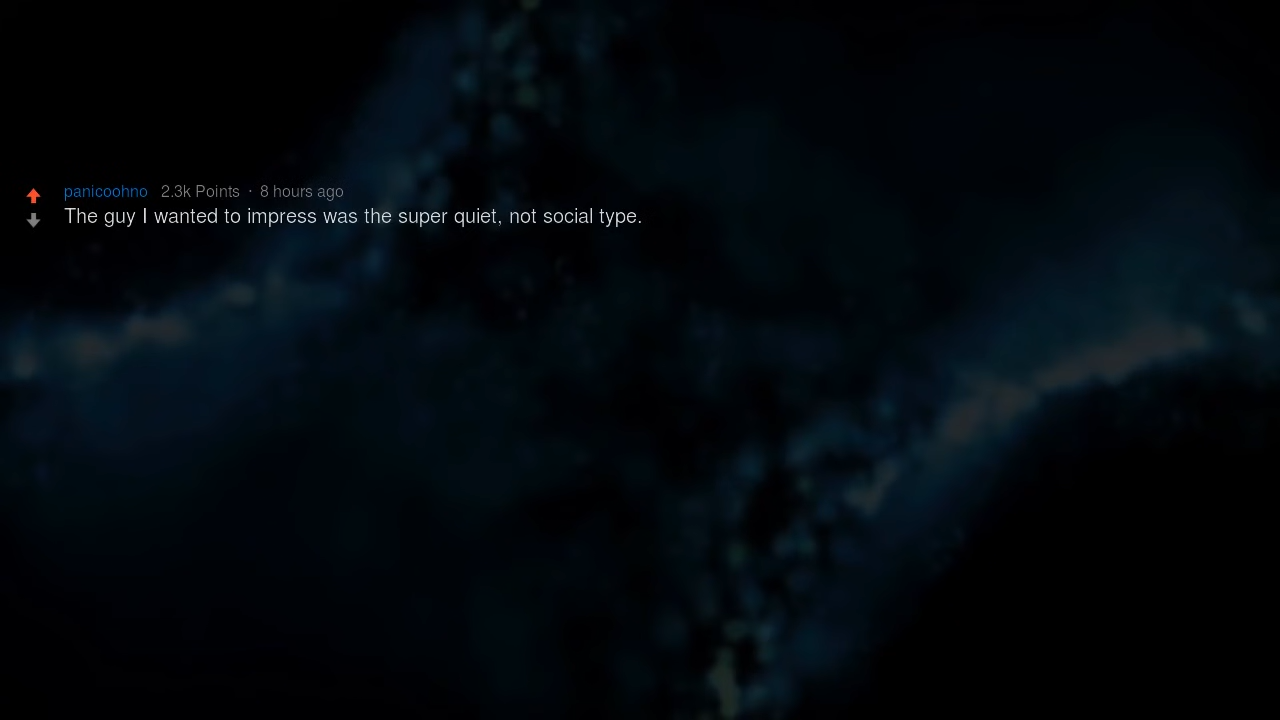 panicoohno 2.3k Points · 8 hours ago
The guy I wanted to impress was the super quiet, not social type.